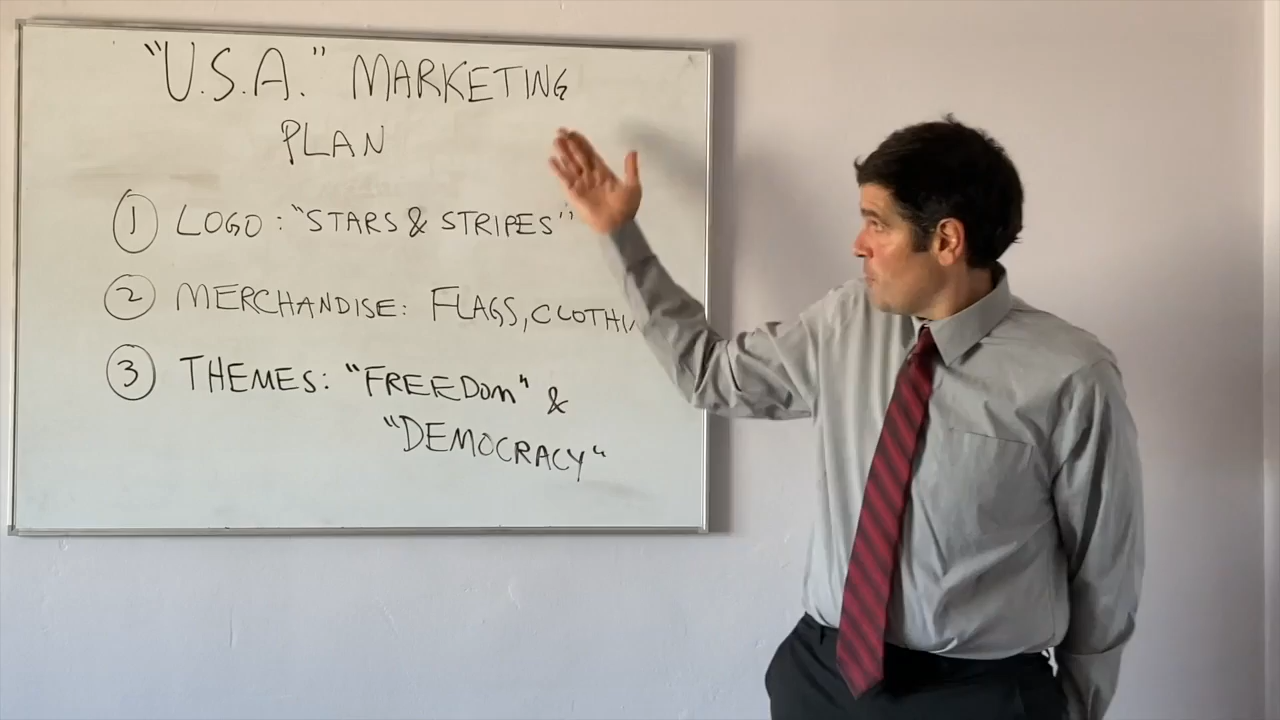 "U.S.A." MARKETING
PLAN
1 LOGO: "STARS & STRIPES"
2 MERCHANDISE: FLAGS,
3 THEMES: "FREEDOM" &
"DEMOCRACY"